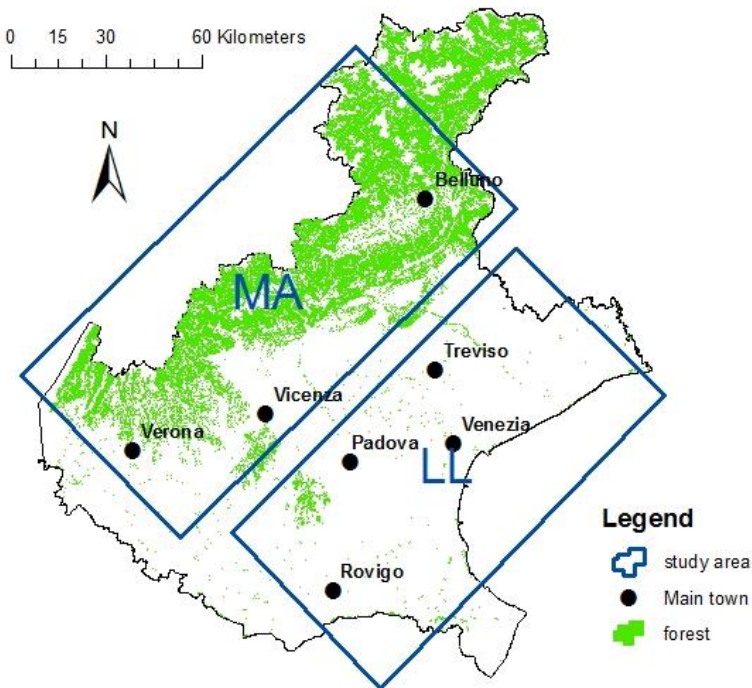 0 15 30 60 Kilometers
N
Belluno
MA
Treviso
Vicenza
Venezia
Verona
Padova
LL
Legend
study area
Rovigo
Main town
forest